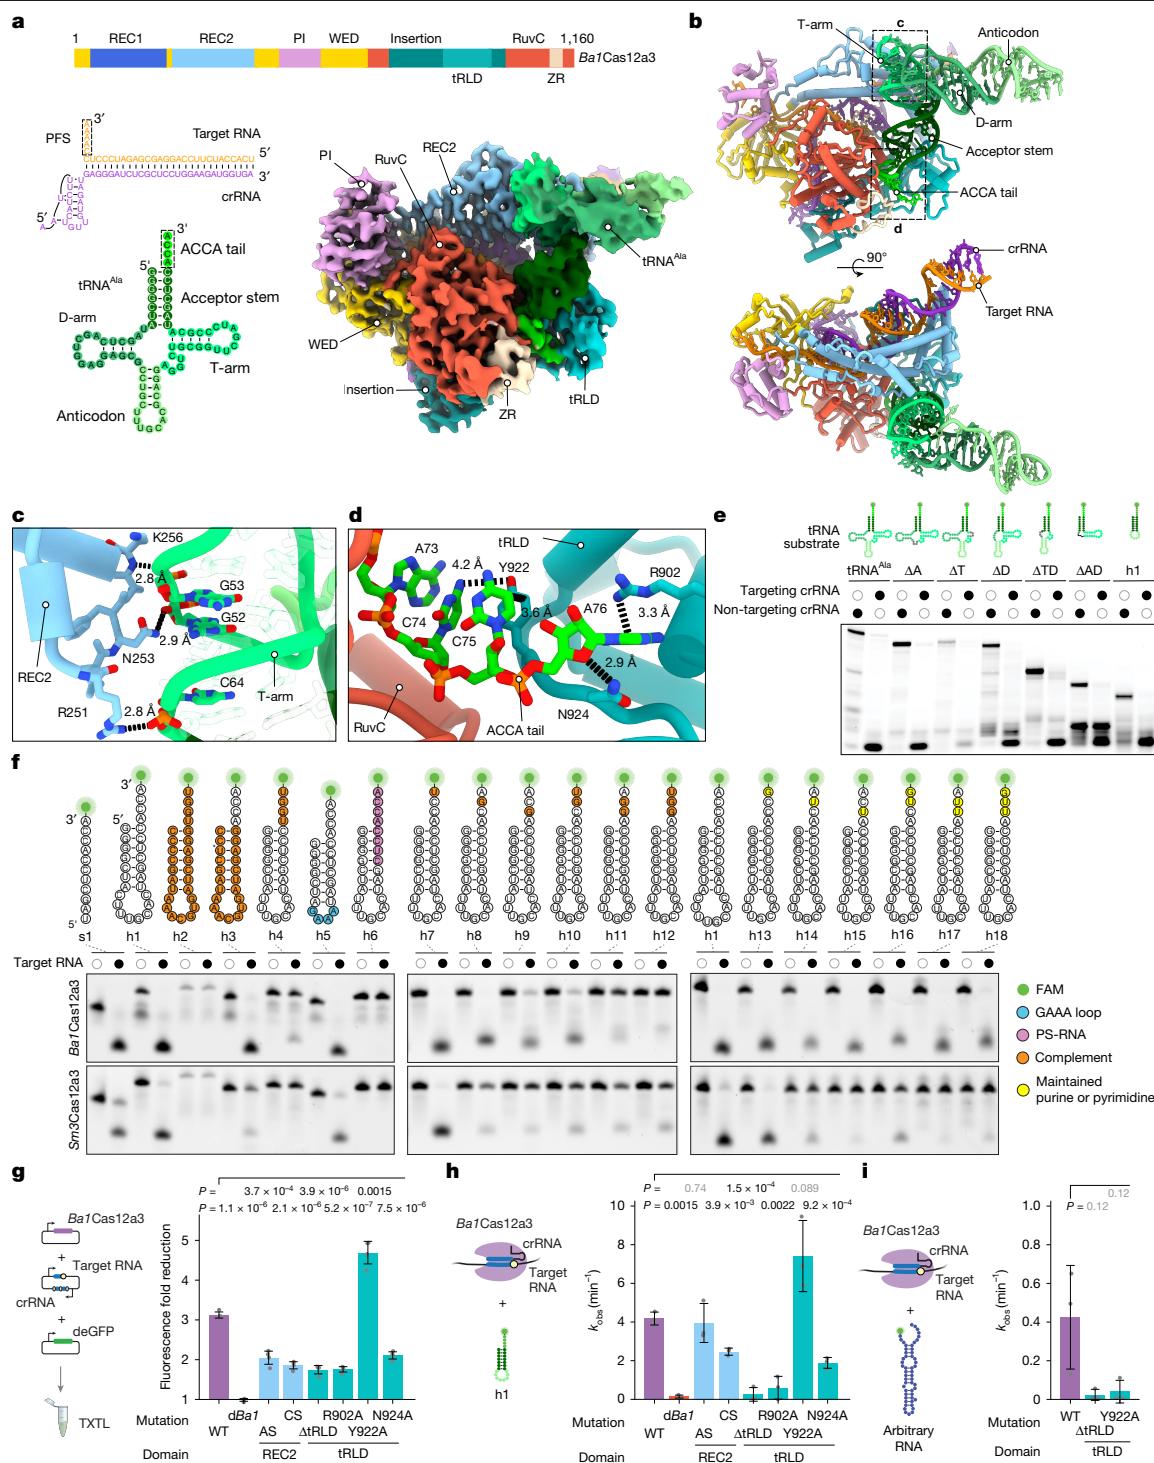 a
1
REC1
REC2
PI
WED
Insertion
tRLD
RuvC
ZR
1,160
Ba1Cas12a3
3′
PFS
Target RNA
CUCCCUAGAGCGAGGACCUUCUACCACU 5′
GAGGGAUCUCGCUCCUGGAAGAUGGUGA 3′
crRNA
5′
3′
ACCA tail
5′
tRNAAla
Acceptor stem
D-arm
T-arm
Anticodon
PI
RuvC
REC2
tRNAAla
WED
Insertion
ZR
tRLD
b
T-arm
c
Anticodon
D-arm
Acceptor stem
ACCA tail
d
90°
crRNA
Target RNA
c
K256
2.8 Å
G53
G52
2.9 Å
N253
REC2
C64
R251
2.8 Å
T-arm
d
tRLD
A73
4.2 Å
Y922
R902
3.6 Å
A76
3.3 Å
C74
C75
2.9 Å
N924
RuvC
ACCA tail
e
tRNA
substrate
tRNAAla ΔA ΔT ΔD ΔTD ΔAD h1
Targeting crRNA
Non-targeting crRNA
f
3′
3′
5′
5′
s1 h1 h2 h3 h4 h5 h6 h7 h8 h9 h10 h11 h12 h1 h13 h14 h15 h16 h17 h18
Target RNA
Ba1Cas12a3
Sm3Cas12a3
FAM
GAAA loop
PS-RNA
Complement
Maintained
purine or pyrimidine
g
Ba1Cas12a3
+
Target RNA
crRNA
+
deGFP
TXTL
P = 3.7 × 10−4 3.9 × 10−6 0.0015
P = 1.1 × 10−6 2.1 × 10−6 5.2 × 10−7 7.5 × 10−6
Fluorescence fold reduction
5
4
3
2
1
Mutation
WT dBa1 AS CS ΔtRLD R902A Y922A N924A
Domain
REC2 tRLD
h
Ba1Cas12a3
crRNA
Target
RNA
+
h1
P = 0.74 1.5 × 10−4 0.089
P = 0.0015 3.9 × 10−3 0.0022 9.2 × 10−4
kobs (min−1)
10
8
6
4
2
0
Mutation
WT dBa1 AS CS ΔtRLD R902A Y922A N924A
Domain
REC2 tRLD
i
Ba1Cas12a3
crRNA
Target
RNA
+
Arbitrary
RNA
0.12
P = 0.12
kobs (min−1)
1.0
0.8
0.6
0.4
0.2
0
Mutation
WT ΔtRLD Y922A
Domain
tRLD